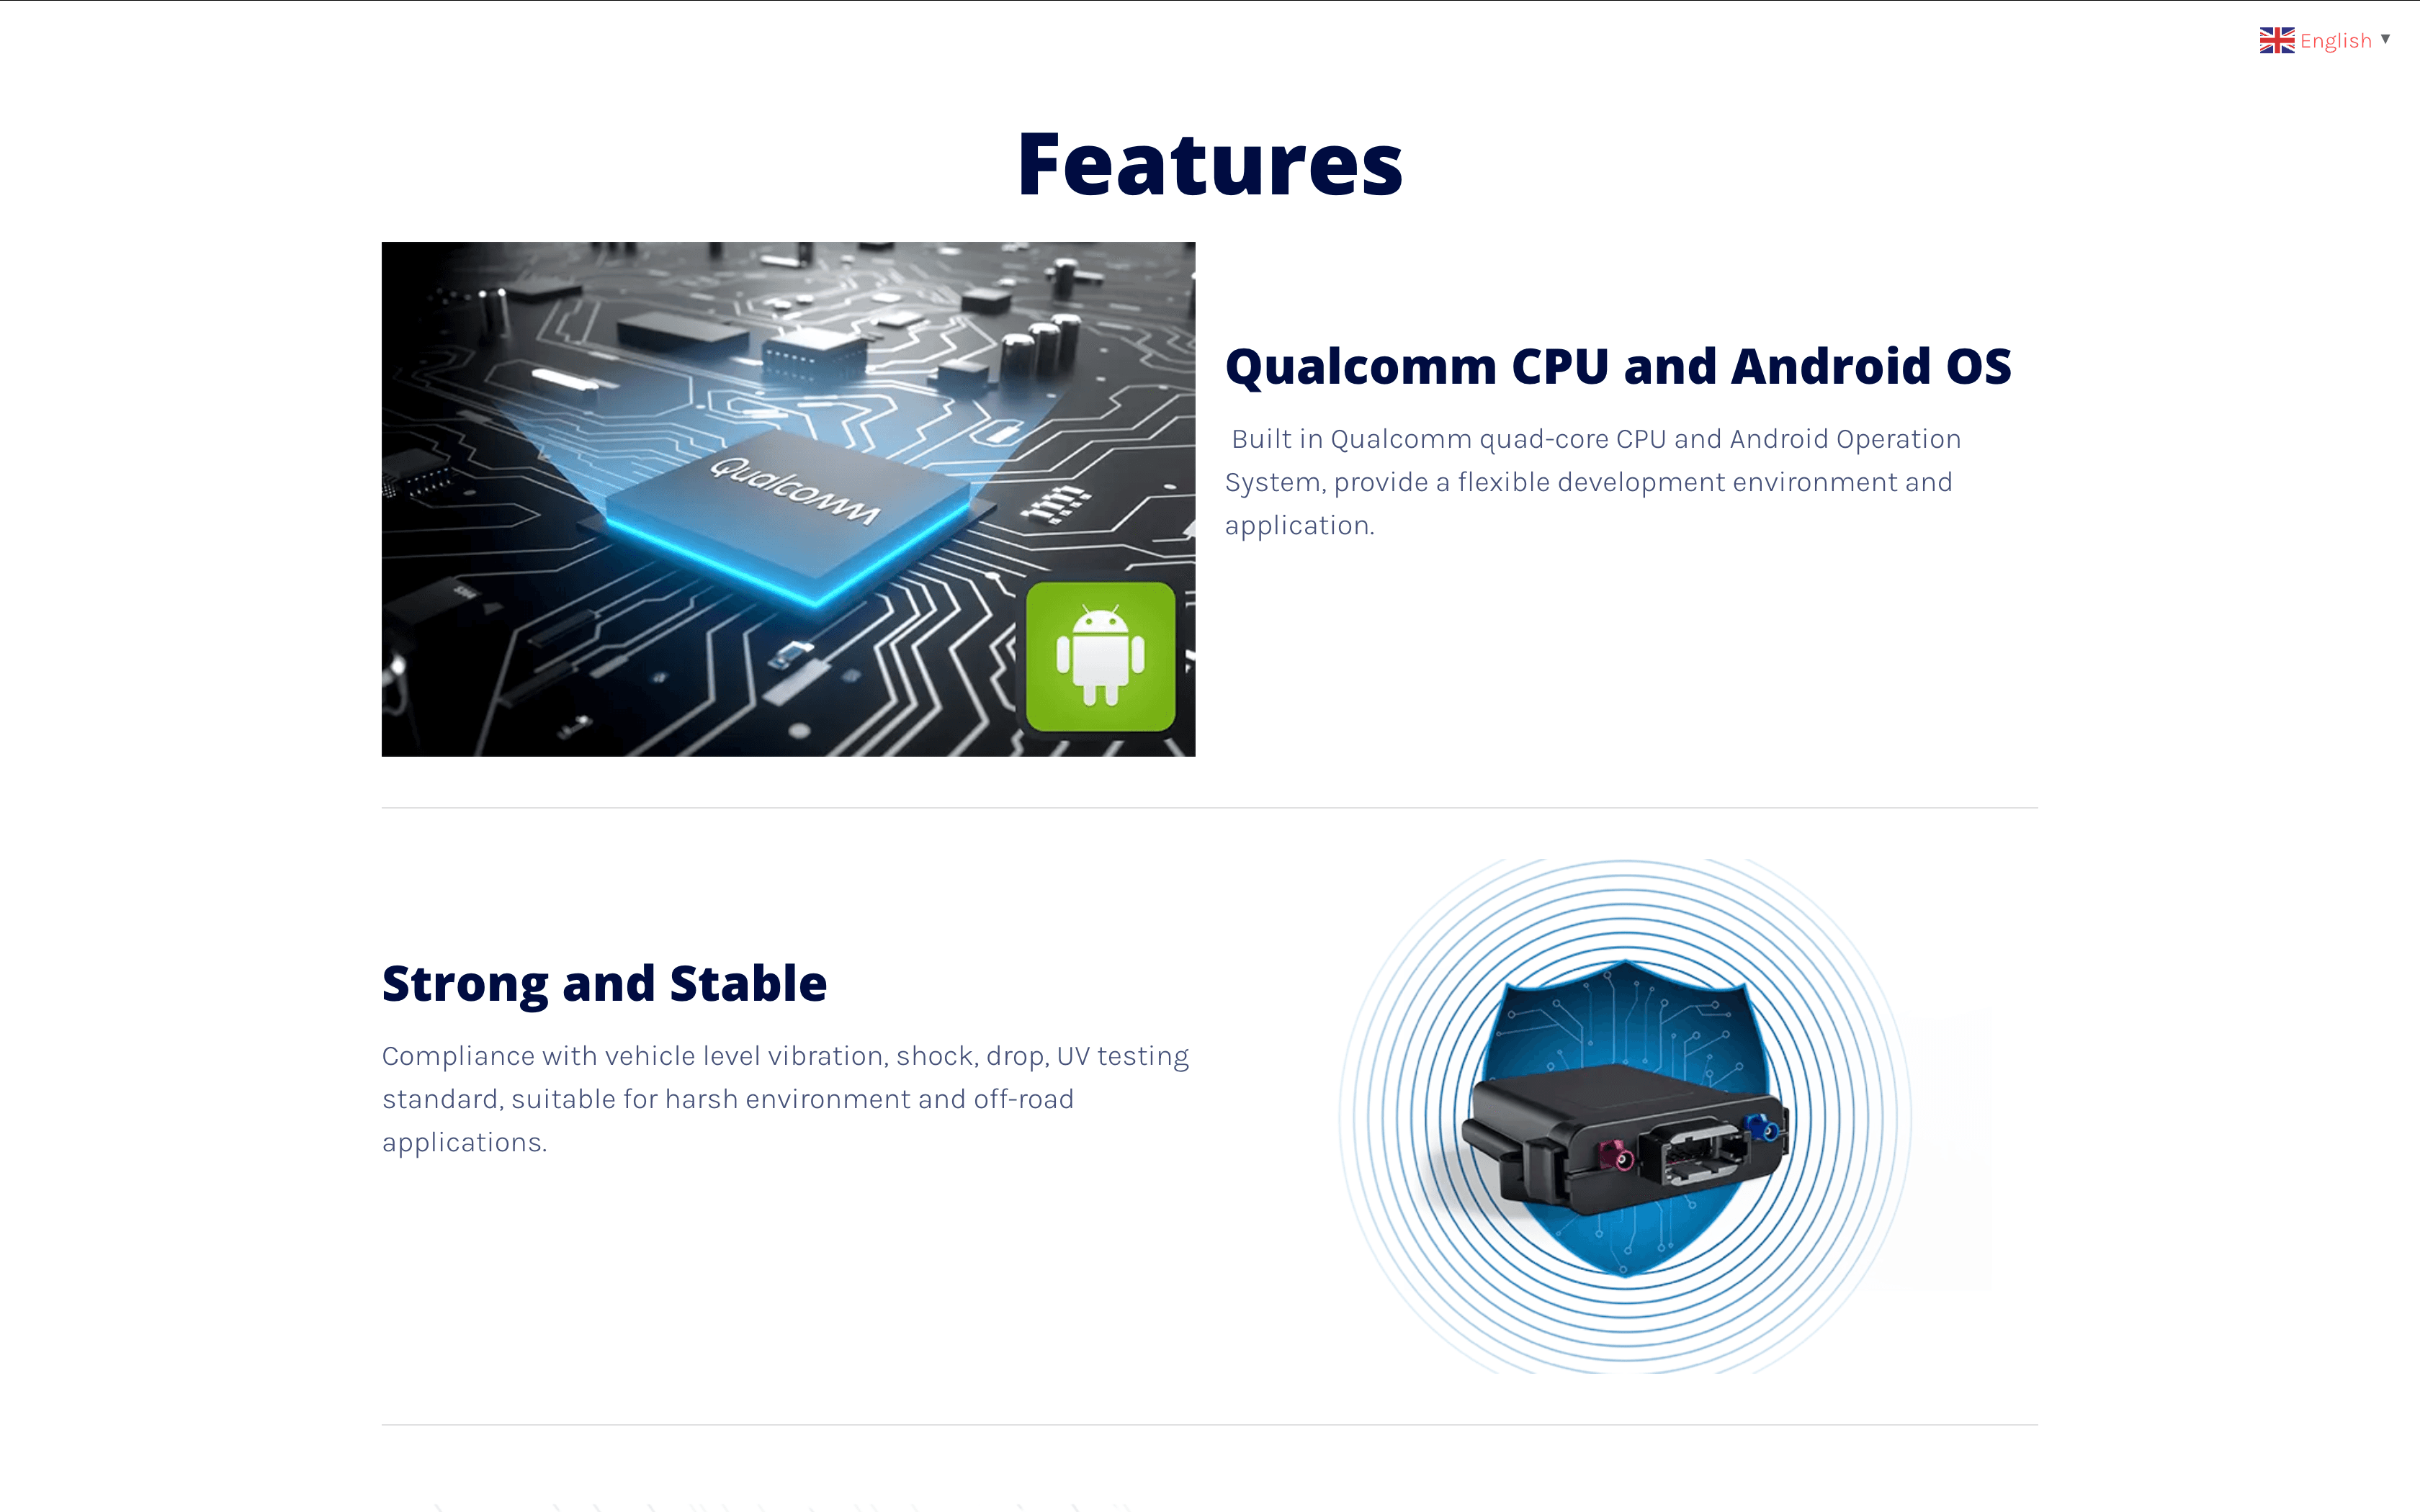 English ▼
Features
Qualcomm
Qualcomm CPU and Android OS
Built in Qualcomm quad-core CPU and Android Operation
System, provide a flexible development environment and
application.
Strong and Stable
Compliance with vehicle level vibration, shock, drop, UV testing
standard, suitable for harsh environment and off-road
applications.